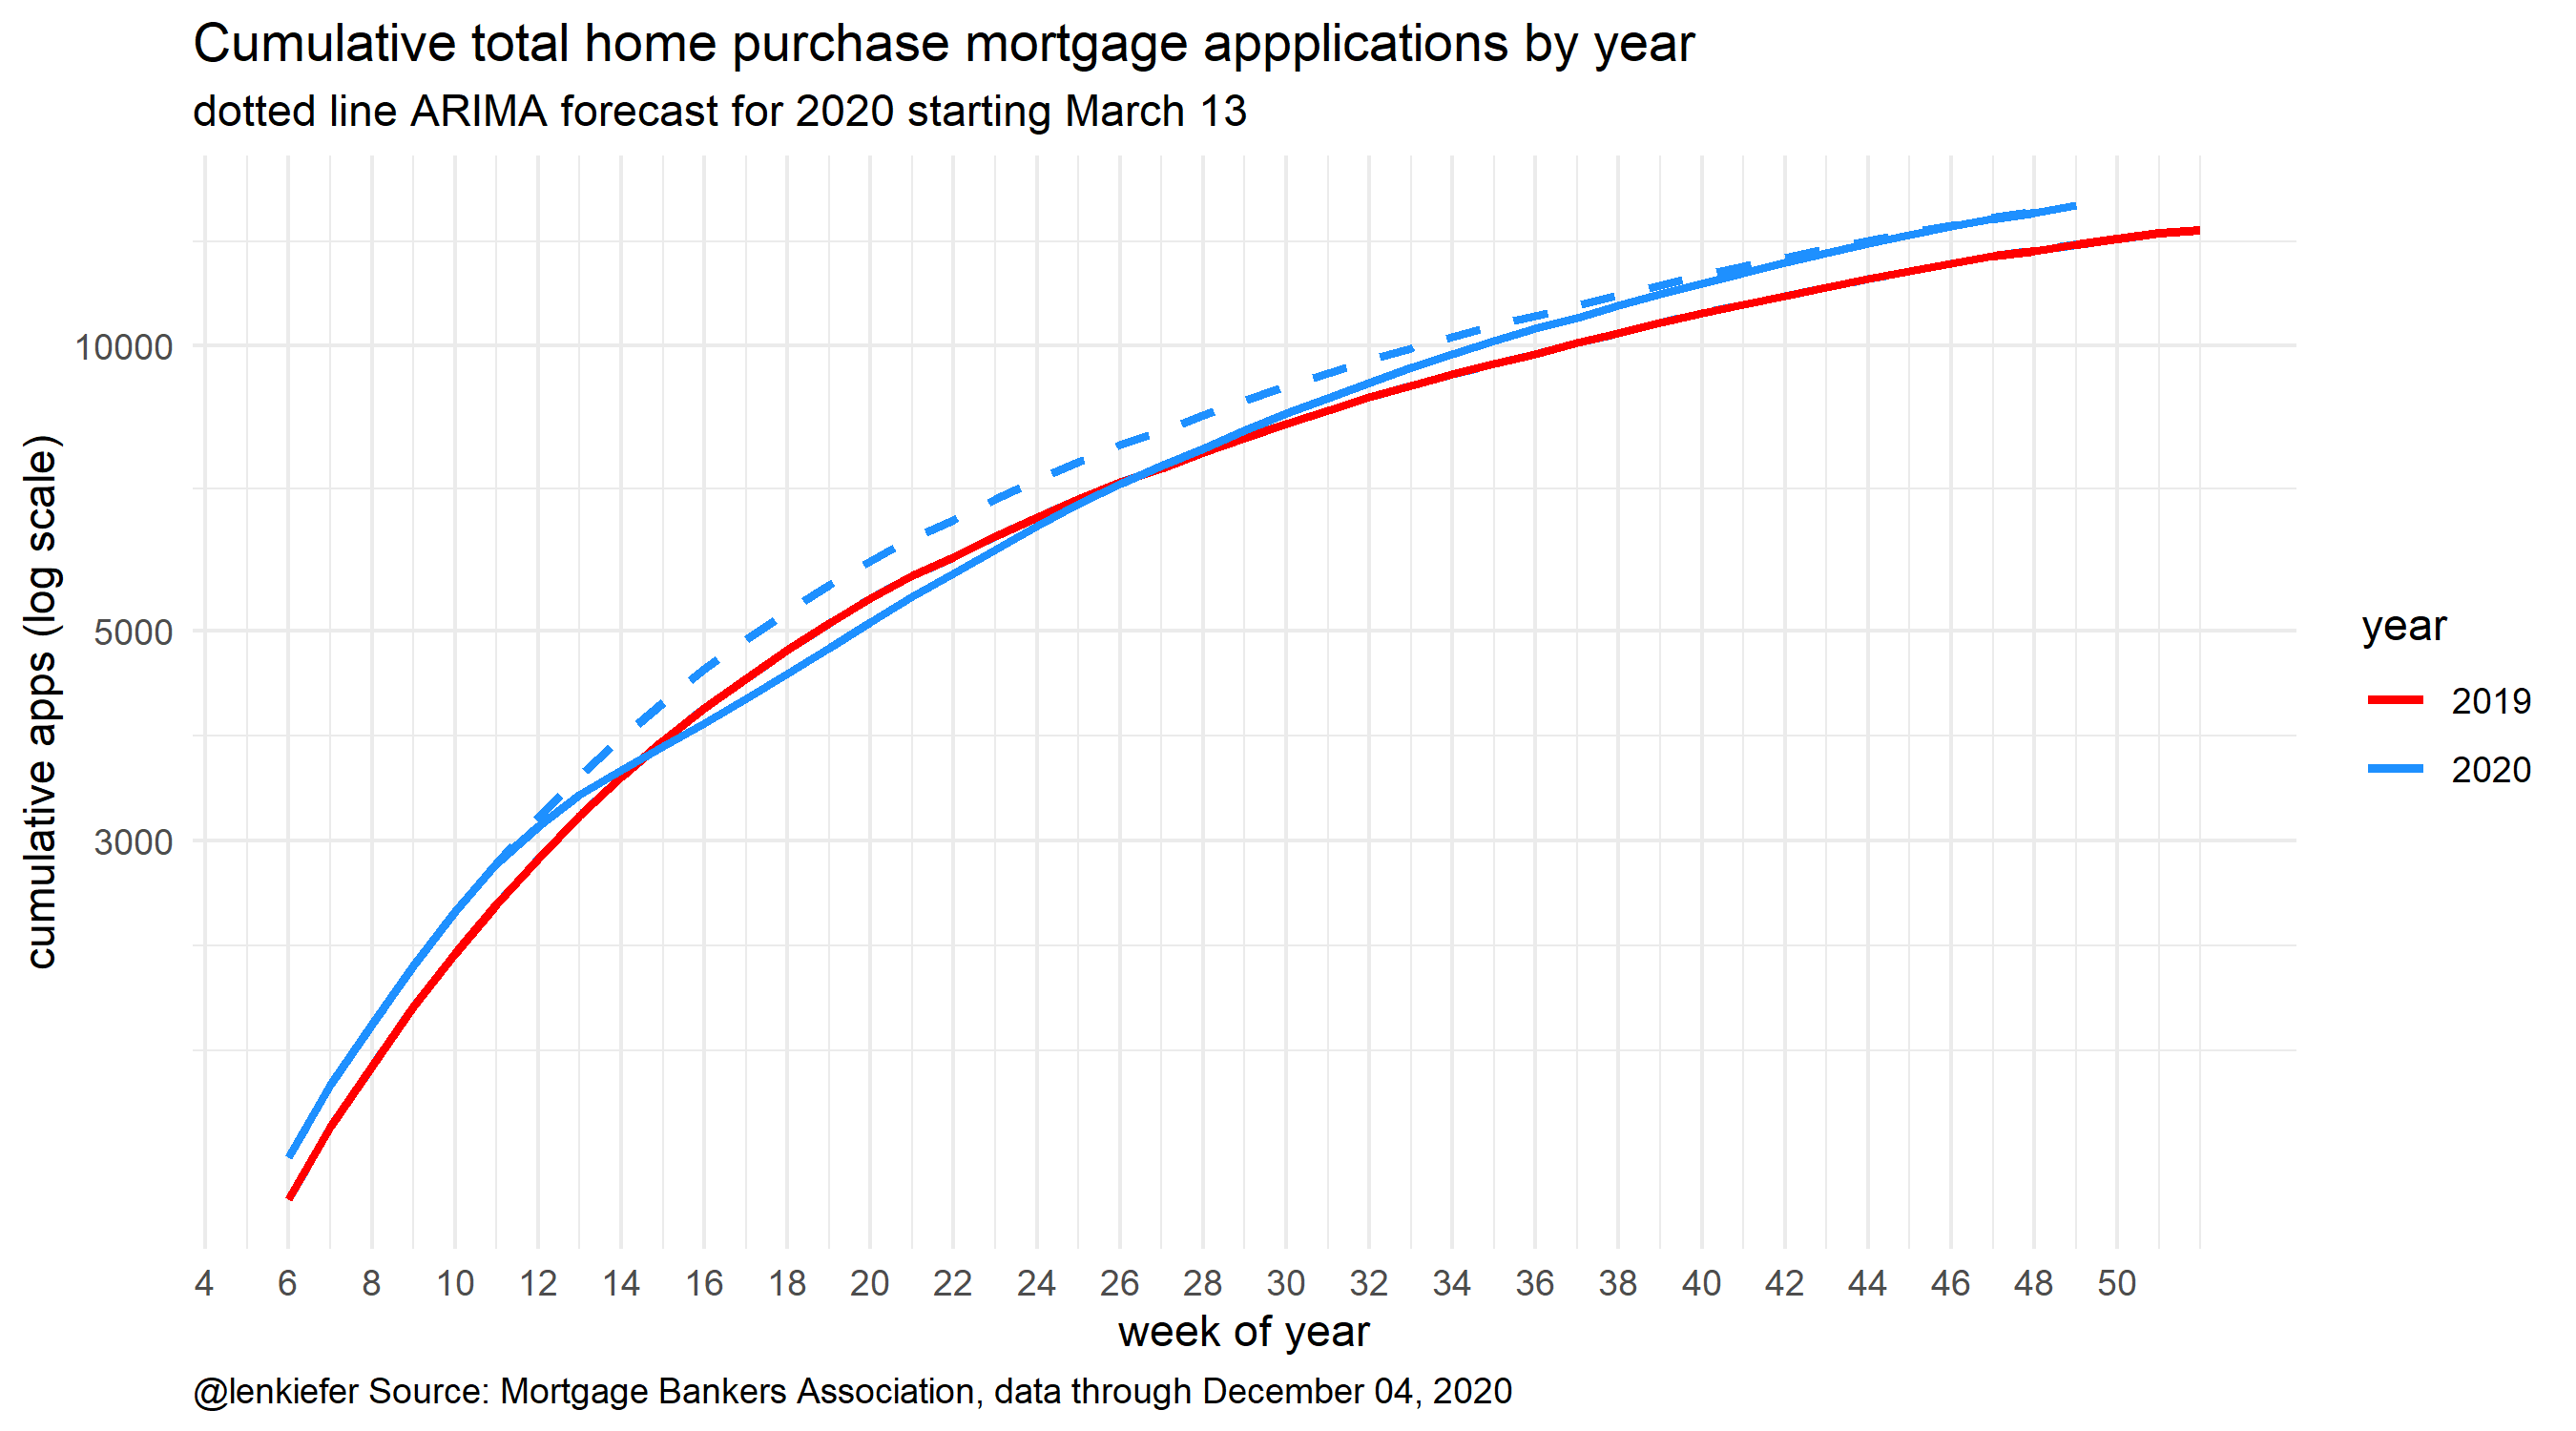 Cumulative total home purchase mortgage appplications by year
dotted line ARIMA forecast for 2020 starting March 13
cumulative apps (log scale)
10000
5000
3000
year
2019
2020
4 6 8 10 12 14 16 18 20 22 24 26 28 30 32 34 36 38 40 42 44 46 48 50
week of year
@lenkiefer Source: Mortgage Bankers Association, data through December 04, 2020